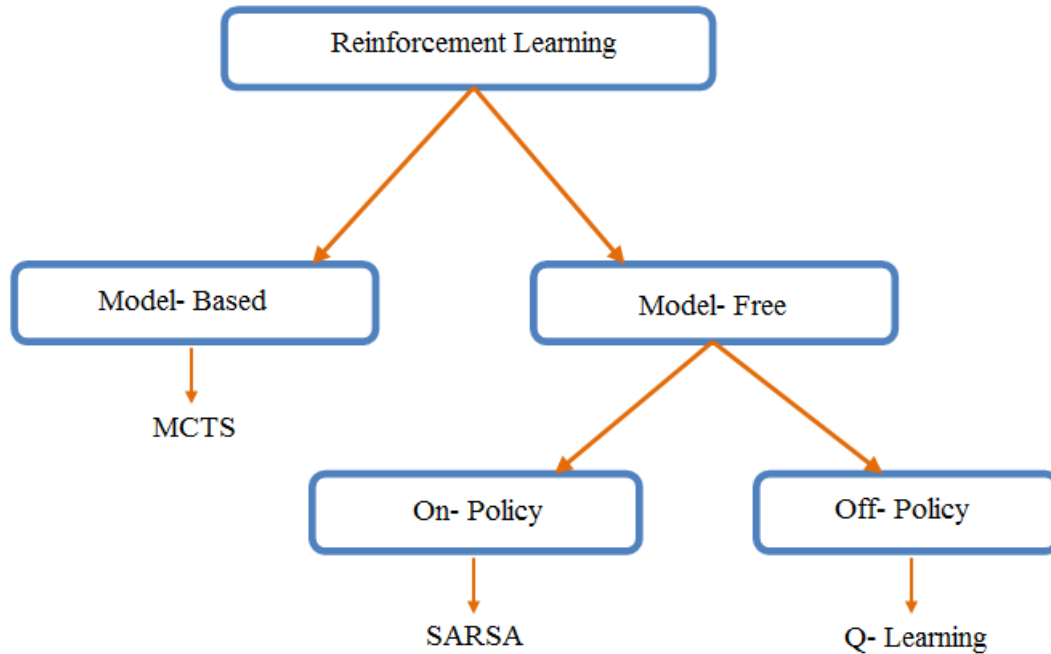 Reinforcement Learning
Model- Based
Model- Free
MCTS
On- Policy
Off- Policy
SARSA
Q- Learning